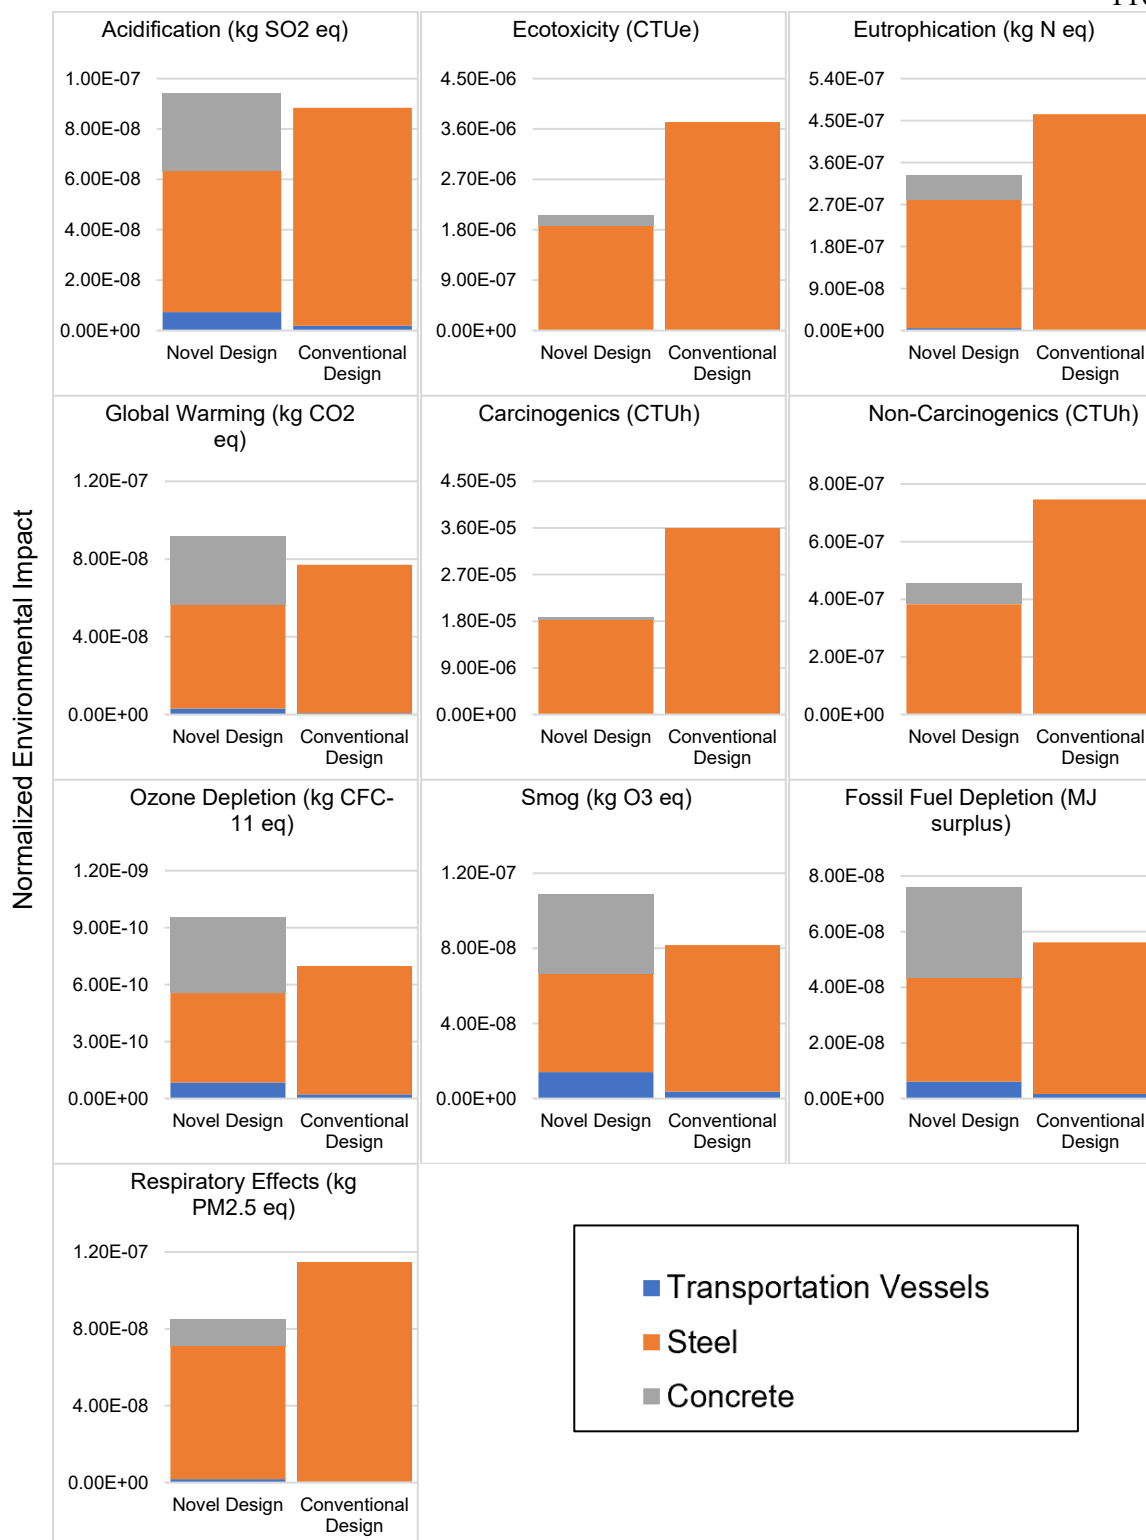 Acidification (kg SO2 eq)
1.00E-07
8.00E-08
6.00E-08
4.00E-08
2.00E-08
0.00E+00
Novel Design
Conventional
Design
Ecotoxicity (CTUe)
4.50E-06
3.60E-06
2.70E-06
1.80E-06
9.00E-07
0.00E+00
Novel Design
Conventional
Design
Eutrophication (kg N eq)
5.40E-07
4.50E-07
3.60E-07
2.70E-07
1.80E-07
9.00E-08
0.00E+00
Novel Design
Conventional
Design
Normalized Environmental Impact
Global Warming (kg CO2
eq)
1.20E-07
8.00E-08
4.00E-08
0.00E+00
Novel Design
Conventional
Design
Carcinogenics (CTUh)
4.50E-05
3.60E-05
2.70E-05
1.80E-05
9.00E-06
0.00E+00
Novel Design
Conventional
Design
Non-Carcinogenics (CTUh)
8.00E-07
6.00E-07
4.00E-07
2.00E-07
0.00E+00
Novel Design
Conventional
Design
Ozone Depletion (kg CFC-
11 eq)
1.20E-09
9.00E-10
6.00E-10
3.00E-10
0.00E+00
Novel Design
Conventional
Design
Smog (kg O3 eq)
1.20E-07
8.00E-08
4.00E-08
0.00E+00
Novel Design
Conventional
Design
Fossil Fuel Depletion (MJ
surplus)
8.00E-08
6.00E-08
4.00E-08
2.00E-08
0.00E+00
Novel Design
Conventional
Design
Respiratory Effects (kg
PM2.5 eq)
1.20E-07
8.00E-08
4.00E-08
0.00E+00
Novel Design
Conventional
Design
Transportation Vessels
Steel
Concrete